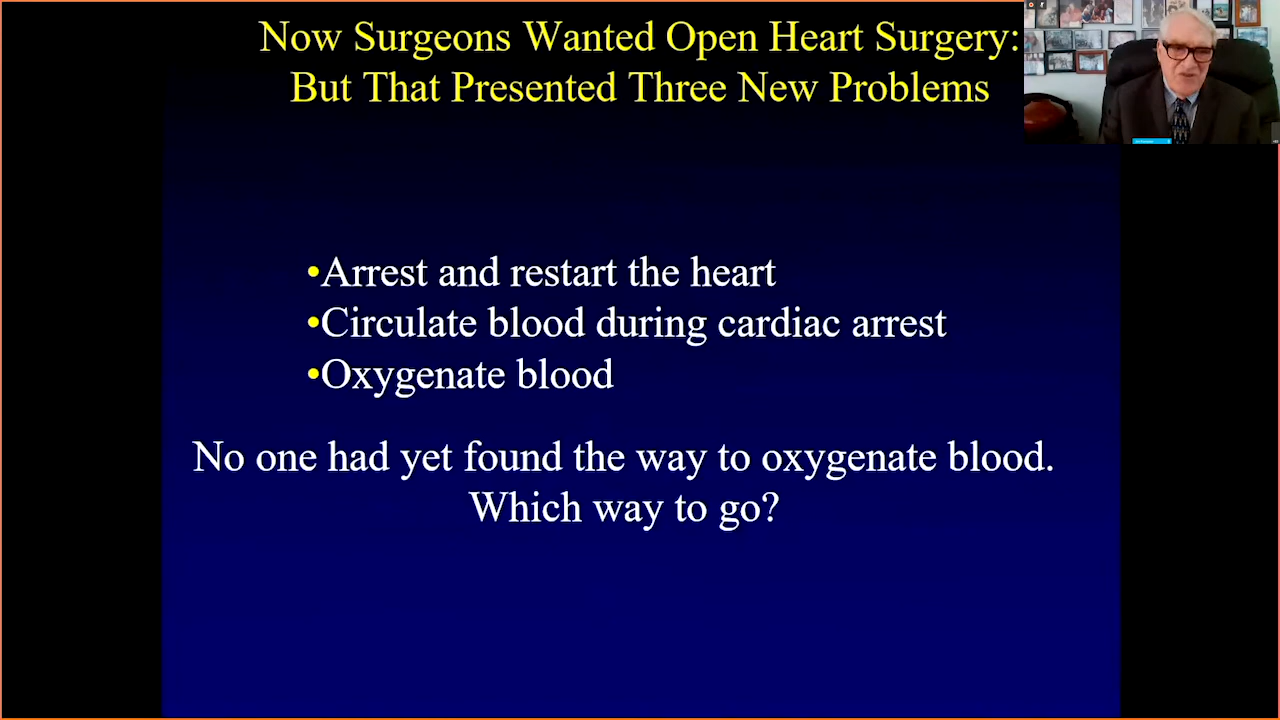 Now Surgeons Wanted Open Heart Surgery:
But That Presented Three New Problems
•Arrest and restart the heart
•Circulate blood during cardiac arrest
•Oxygenate blood
No one had yet found the way to oxygenate blood.
Which way to go?